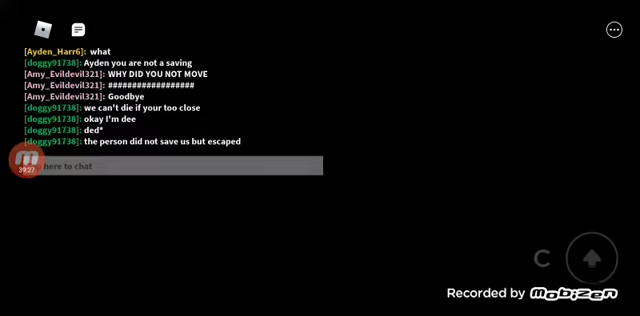 [Ayden_Harr6]: what
[doggy91738]: Ayden you are not a saving
[Amy_Evildevil321]: WHY DID YOU NOT MOVE
[Amy_Evildevil321]: ##################
[Amy_Evildevil321]: Goodbye
[doggy91738]: we can't die if your too close
[doggy91738]: okay I'm dee
[doggy91738]: ded*
[doggy91738]: the person did not save us but escaped
here to chat
39:27
C
Recorded by Mobizen